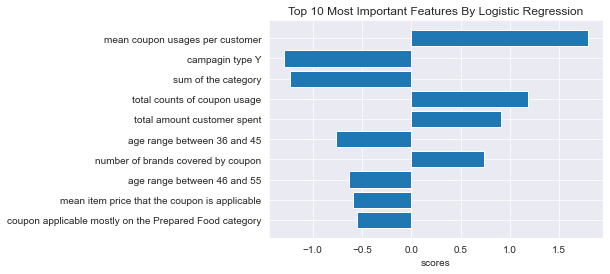 Top 10 Most Important Features By Logistic Regression
mean coupon usages per customer
campagin type Y
sum of the category
total counts of coupon usage
total amount customer spent
age range between 36 and 45
number of brands covered by coupon
age range between 46 and 55
mean item price that the coupon is applicable
coupon applicable mostly on the Prepared Food category
−1.0 −0.5 0.0 0.5 1.0 1.5
scores